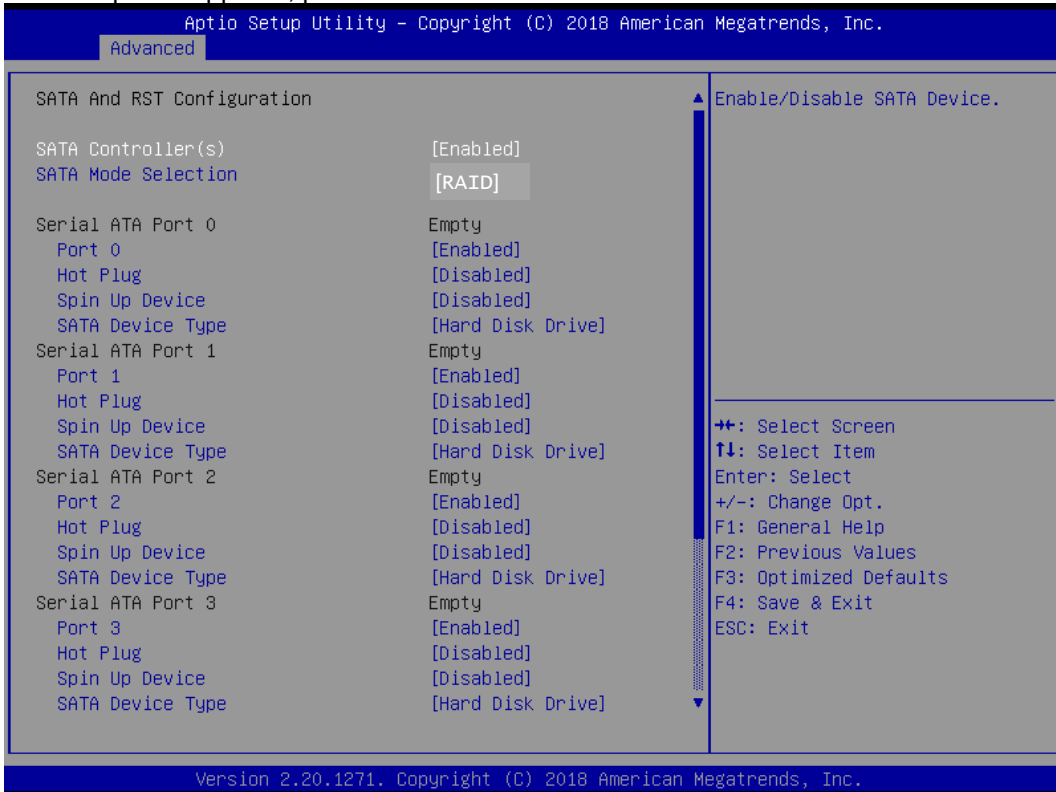 Aptio Setup Utility – Copyright (C) 2018 American Megatrends, Inc.
Advanced
SATA And RST Configuration
SATA Controller(s) [Enabled]
SATA Mode Selection [RAID]
Serial ATA Port 0 Empty
Port 0 [Enabled]
Hot Plug [Disabled]
Spin Up Device [Disabled]
SATA Device Type [Hard Disk Drive]
Serial ATA Port 1 Empty
Port 1 [Enabled]
Hot Plug [Disabled]
Spin Up Device [Disabled]
SATA Device Type [Hard Disk Drive]
Serial ATA Port 2 Empty
Port 2 [Enabled]
Hot Plug [Disabled]
Spin Up Device [Disabled]
SATA Device Type [Hard Disk Drive]
Serial ATA Port 3 Empty
Port 3 [Enabled]
Hot Plug [Disabled]
Spin Up Device [Disabled]
SATA Device Type [Hard Disk Drive]
Enable/Disable SATA Device.
→←: Select Screen
↑↓: Select Item
Enter: Select
+/-: Change Opt.
F1: General Help
F2: Previous Values
F3: Optimized Defaults
F4: Save & Exit
ESC: Exit
Version 2.20.1271. Copyright (C) 2018 American Megatrends, Inc.